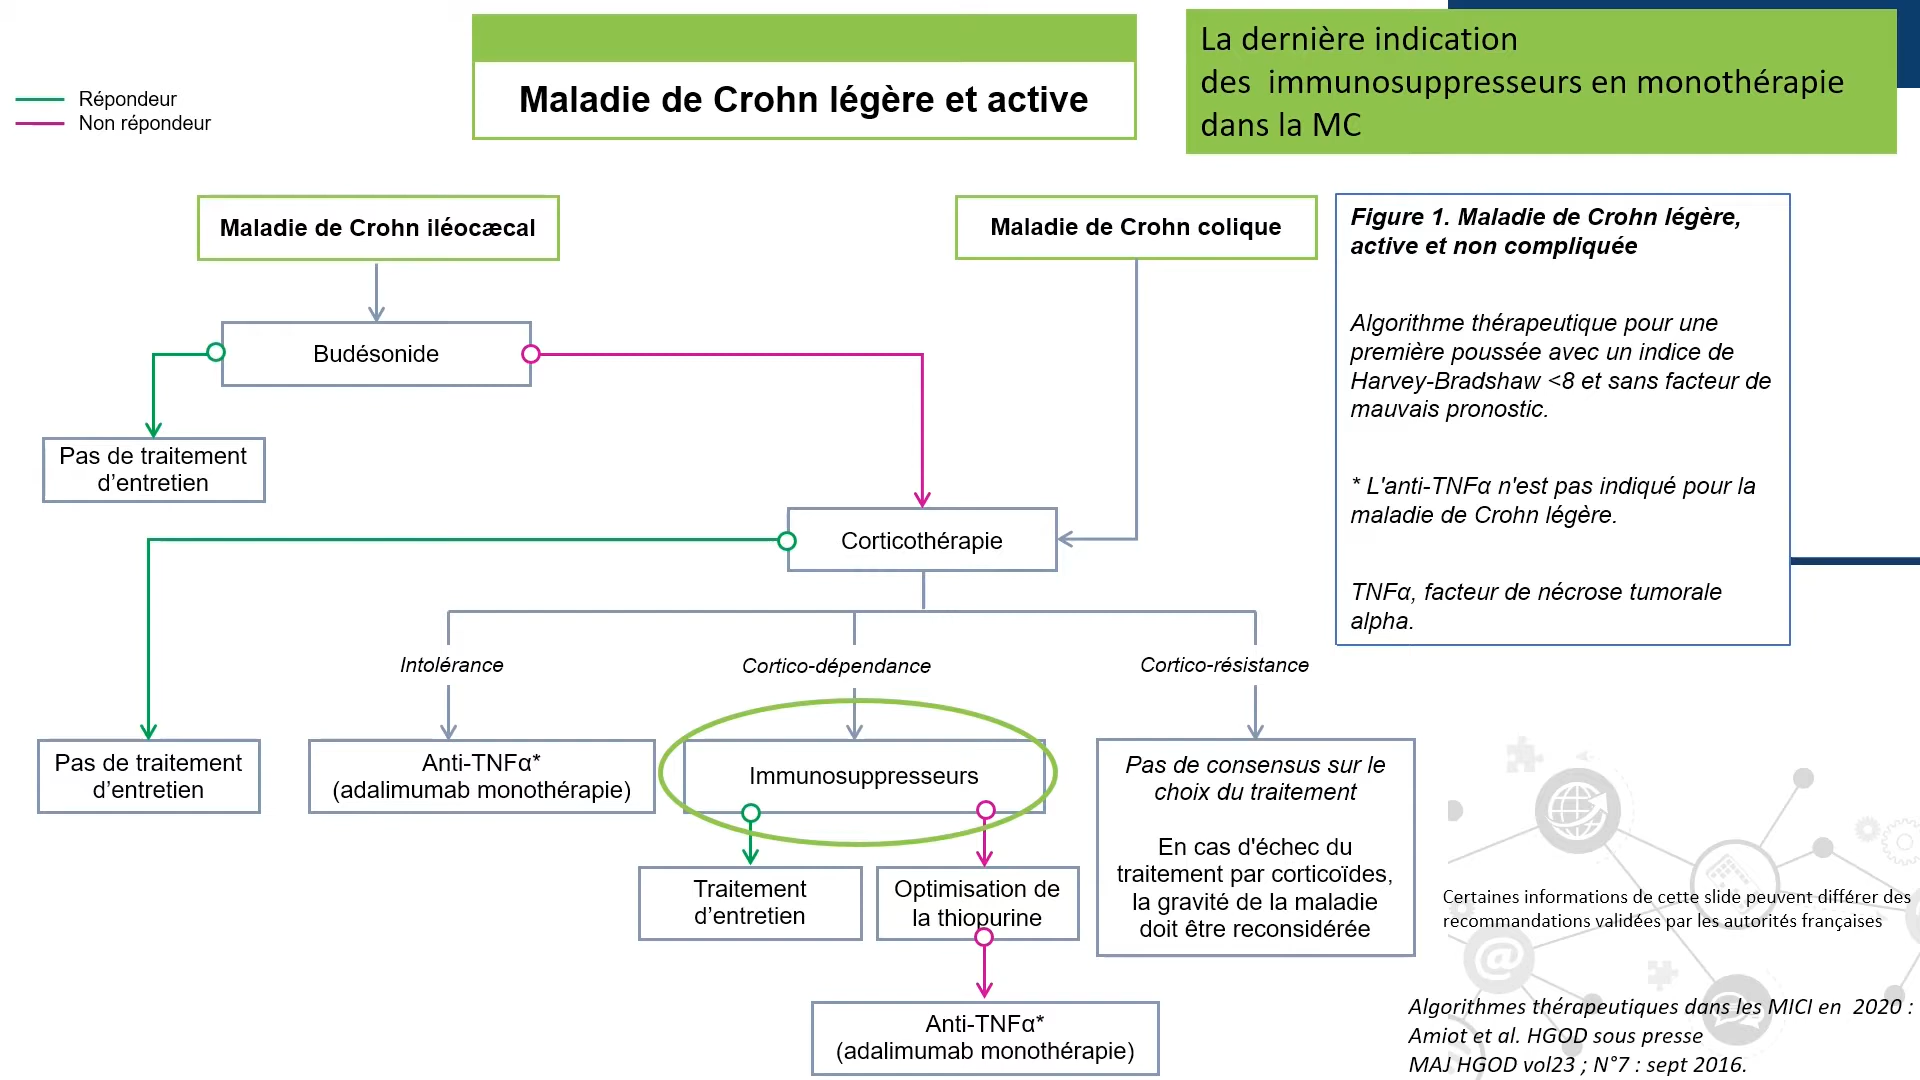 La dernière indication
des  immunosuppresseurs en monothérapie
dans la MC
Maladie de Crohn légère et active
Répondeur
Non répondeur
Maladie de Crohn iléocæcal
Maladie de Crohn colique
Figure 1. Maladie de Crohn légère,
active et non compliquée
Algorithme thérapeutique pour une
première poussée avec un indice de
Harvey-Bradshaw <8 et sans facteur de
mauvais pronostic.
* L'anti-TNFα n'est pas indiqué pour la
maladie de Crohn légère.
TNFα, facteur de nécrose tumorale
alpha.
Budésonide
Pas de traitement
d’entretien
Corticothérapie
Intolérance
Cortico-dépendance
Cortico-résistance
Pas de traitement
d’entretien
Anti-TNFα*
(adalimumab monothérapie)
Immunosuppresseurs
Pas de consensus sur le
choix du traitement
En cas d'échec du
traitement par corticoïdes,
la gravité de la maladie
doit être reconsidérée
Traitement
d’entretien
Optimisation de
la thiopurine
Anti-TNFα*
(adalimumab monothérapie)
Certaines informations de cette slide peuvent différer des
recommandations validées par les autorités françaises
Algorithmes thérapeutiques dans les MICI en  2020 :
Amiot et al. HGOD sous presse
MAJ HGOD vol23 ; N°7 : sept 2016.